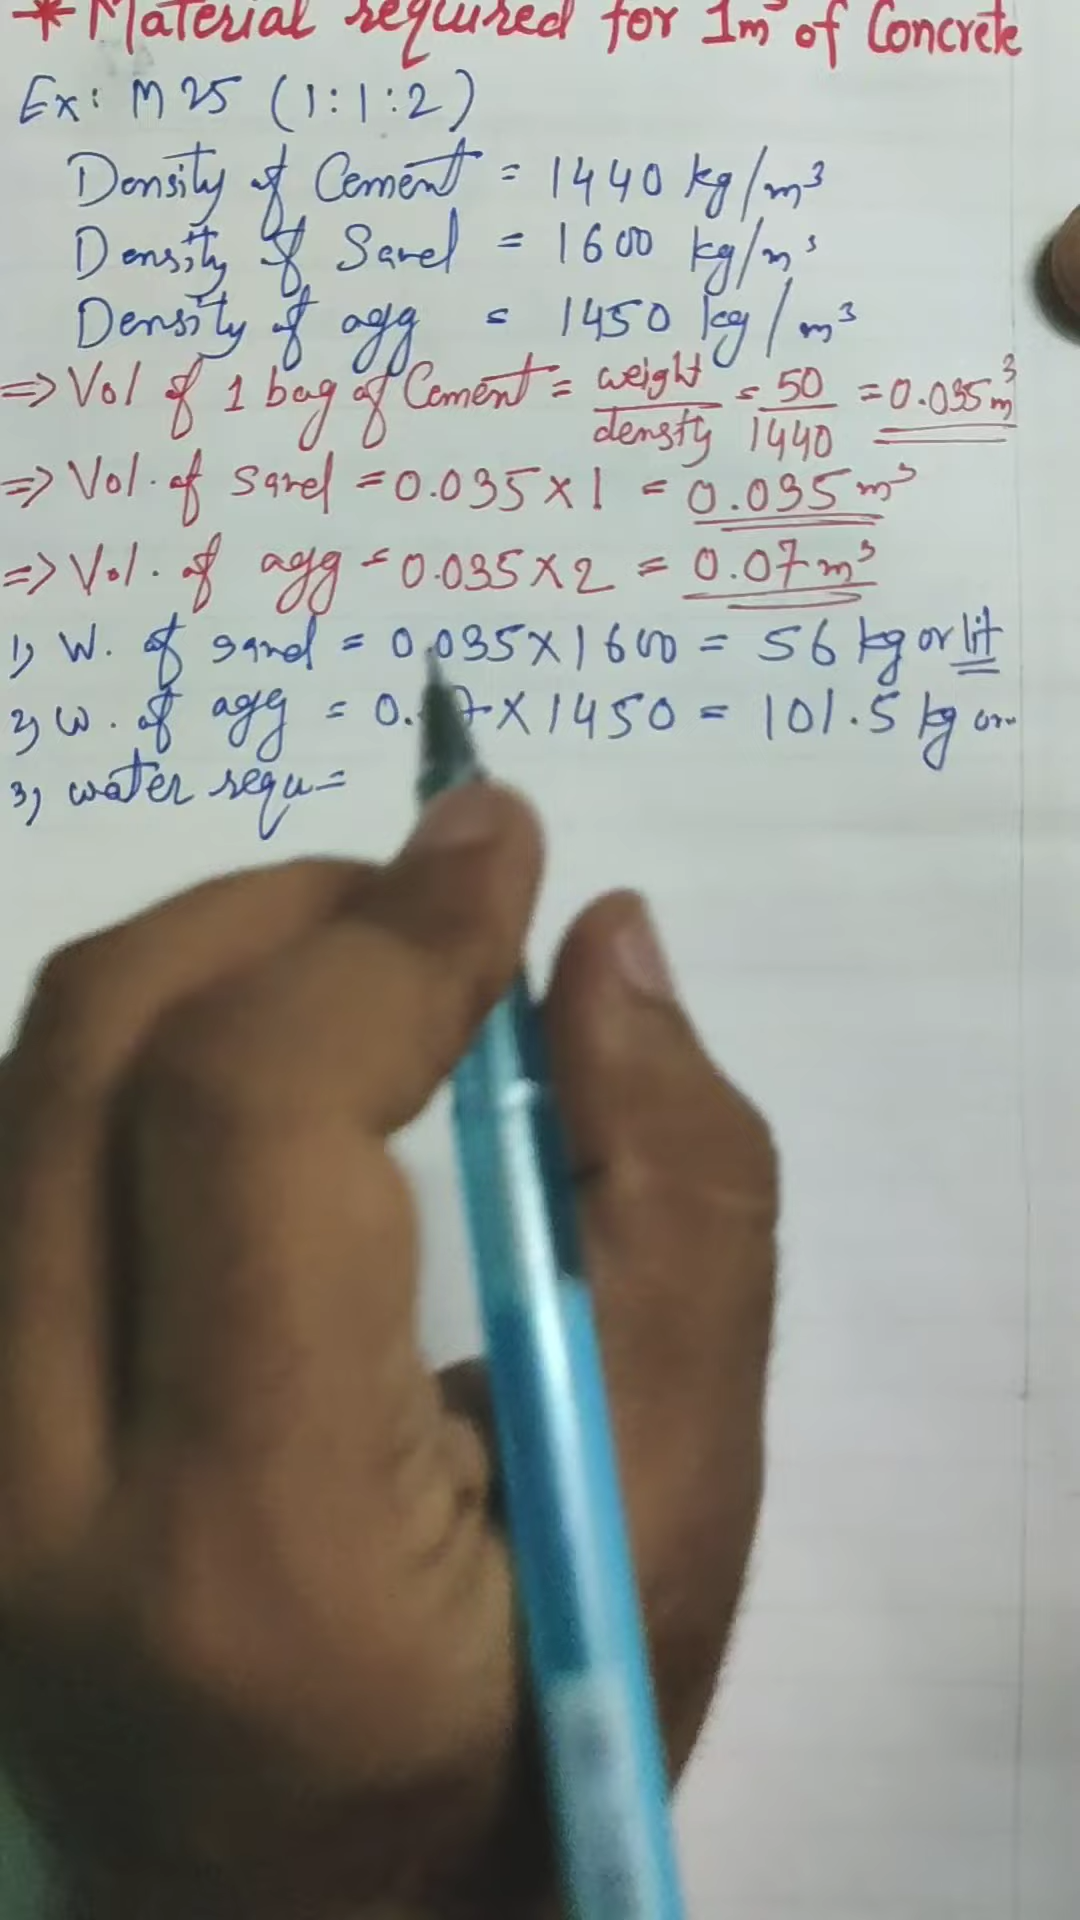 * Material required for 1m³ of Concrete
Ex: M25 (1:1:2)
Density of Cement = 1440 kg/m³
Density of Sand = 1600 kg/m³
Density of agg = 1450 kg/m³
=> Vol of 1 bag of Cement = weight/density = 50/1440 = 0.035 m³
=> Vol. of sand = 0.035 × 1 = 0.035 m³
=> Vol. of agg = 0.035 × 2 = 0.07 m³
1) W. of sand = 0.035 × 1600 = 56 kg or lit
2) W. of agg = × 1450 = 101.5 kg or
3) water requ =